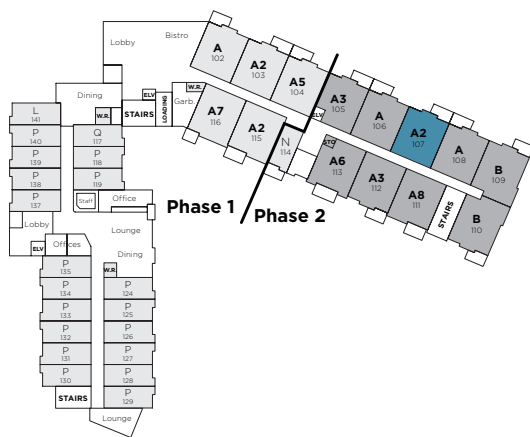 Lobby
Bistro
A
102
A2
103
A5
104
A3
105
A
106
A2
107
A
108
B
109
B
110
A8
111
A3
112
A6
113
STO
ELV
N
114
A2
115
A7
116
W.R.
Garb.
LOADING
ELV
STAIRS
W.R.
Dining
STAIRS
Phase 1
Phase 2
L
141
P
140
P
139
P
138
P
137
Q
117
P
118
P
119
Staff
Office
Lobby
ELV
Offices
Lounge
Dining
W.R.
P
135
P
134
P
133
P
132
P
131
P
130
STAIRS
P
124
P
125
P
126
P
127
P
128
P
129
Lounge